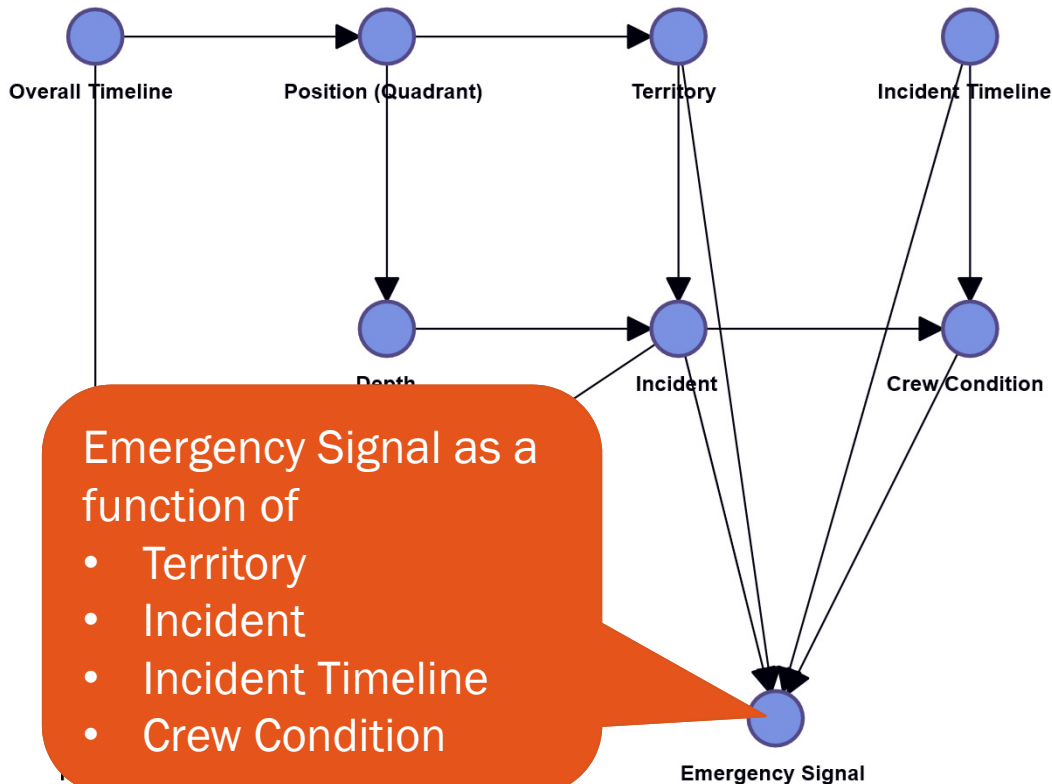 Overall Timeline
Position (Quadrant)
Territory
Incident Timeline
Depth
Incident
Crew Condition
Emergency Signal as a
function of
• Territory
• Incident
• Incident Timeline
• Crew Condition
Emergency Signal